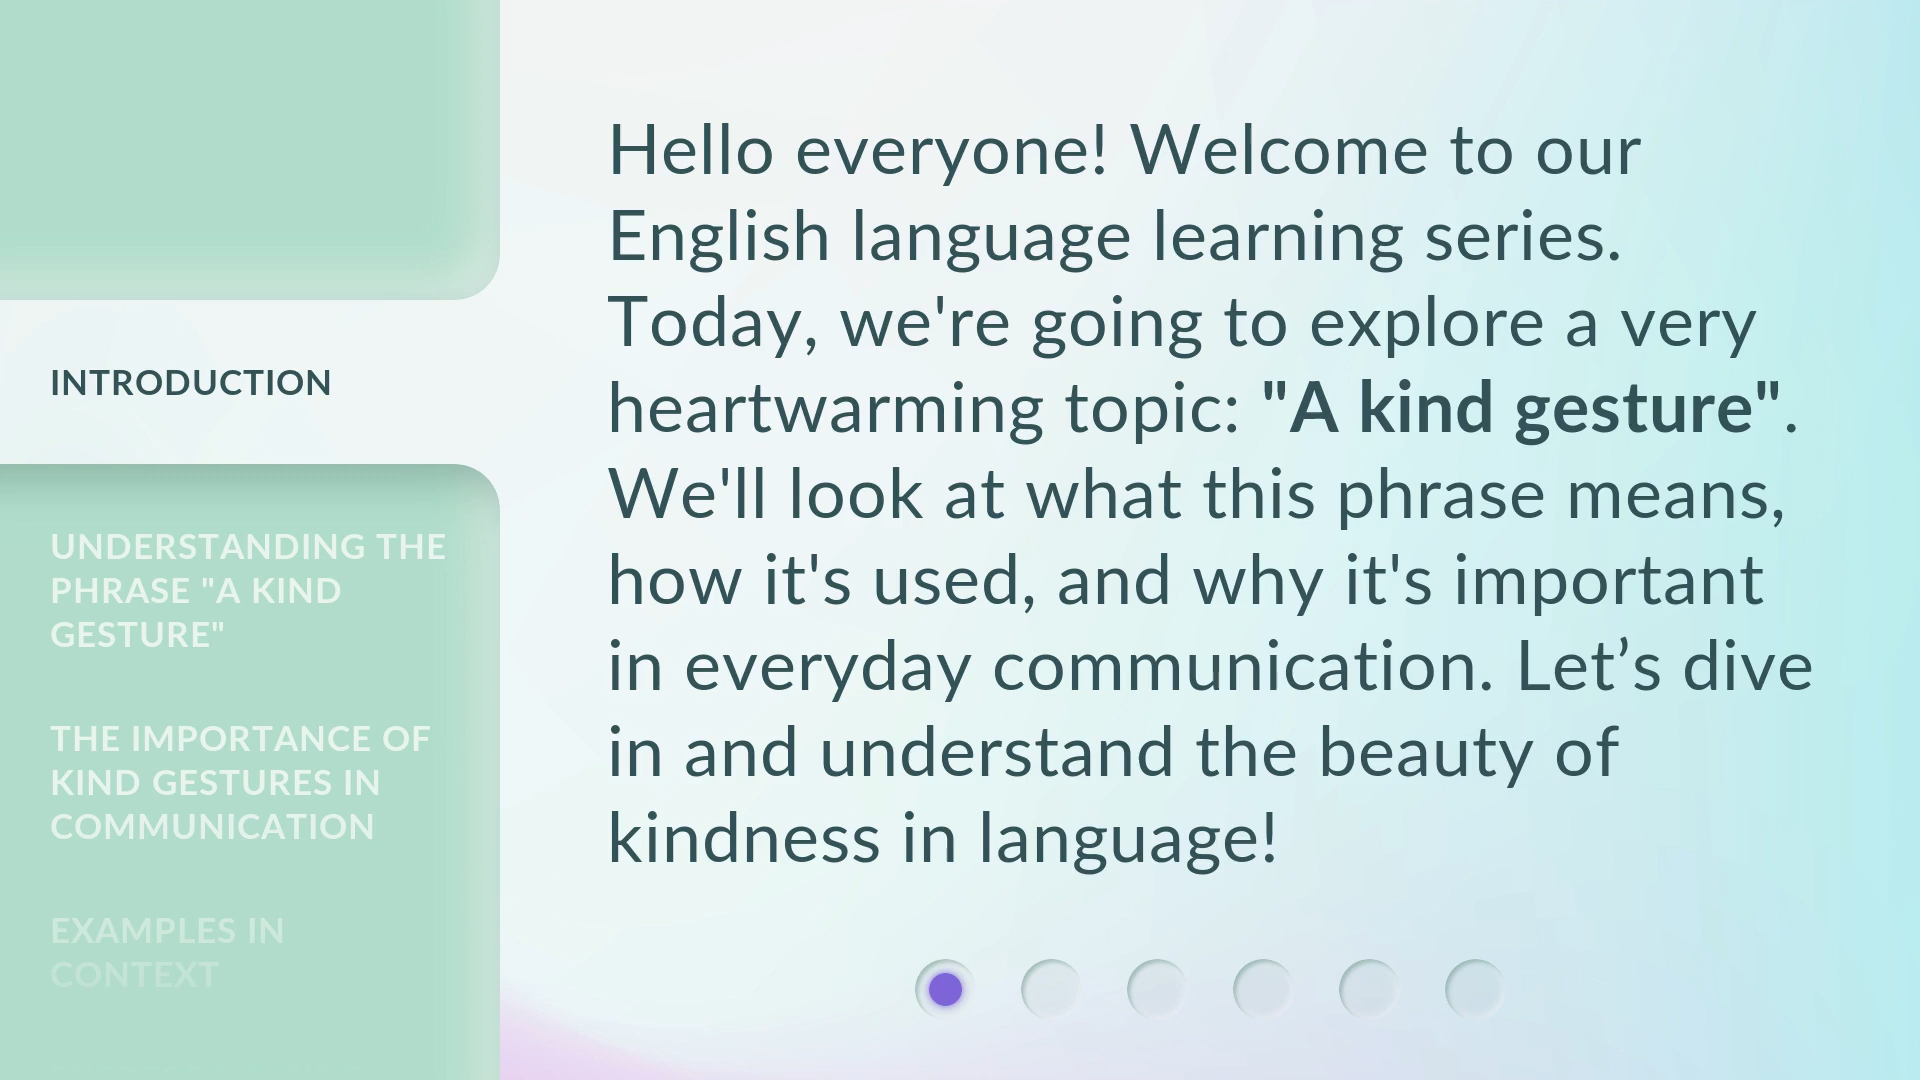 INTRODUCTION
UNDERSTANDING THE
PHRASE "A KIND
GESTURE"
THE IMPORTANCE OF
KIND GESTURES IN
COMMUNICATION
EXAMPLES IN
CONTEXT
Hello everyone! Welcome to our
English language learning series.
Today, we're going to explore a very
heartwarming topic: "A kind gesture".
We'll look at what this phrase means,
how it's used, and why it's important
in everyday communication. Let’s dive
in and understand the beauty of
kindness in language!